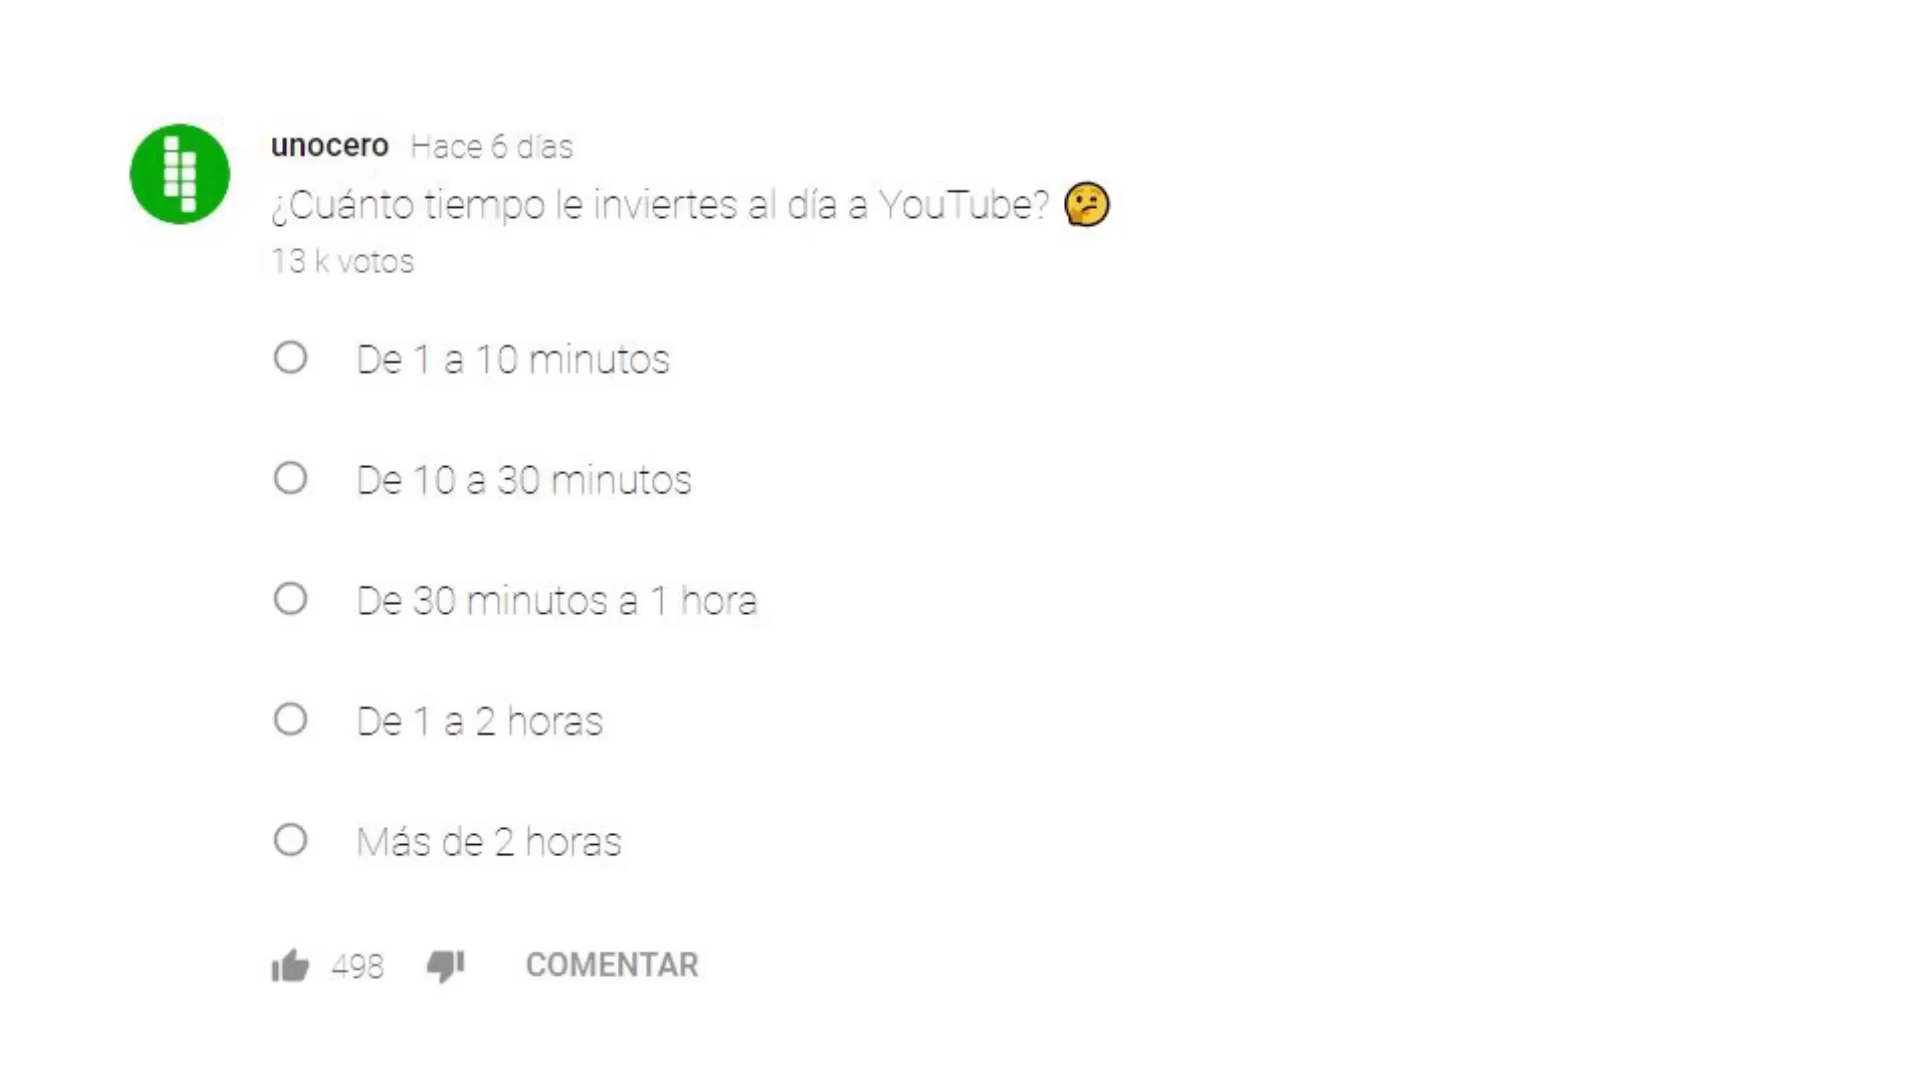 unocero Hace 6 días
¿Cuánto tiempo le inviertes al día a YouTube? 🤔
13 k votos
De 1 a 10 minutos
De 10 a 30 minutos
De 30 minutos a 1 hora
De 1 a 2 horas
Más de 2 horas
498 COMENTAR